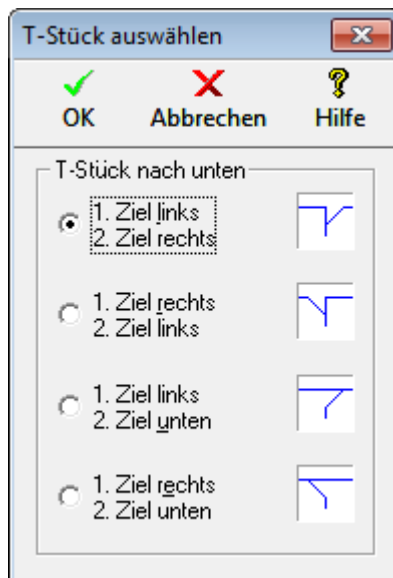 T-Stück auswählen
OK Abbrechen Hilfe
T-Stück nach unten
1. Ziel links
2. Ziel rechts
1. Ziel rechts
2. Ziel links
1. Ziel links
2. Ziel unten
1. Ziel rechts
2. Ziel unten